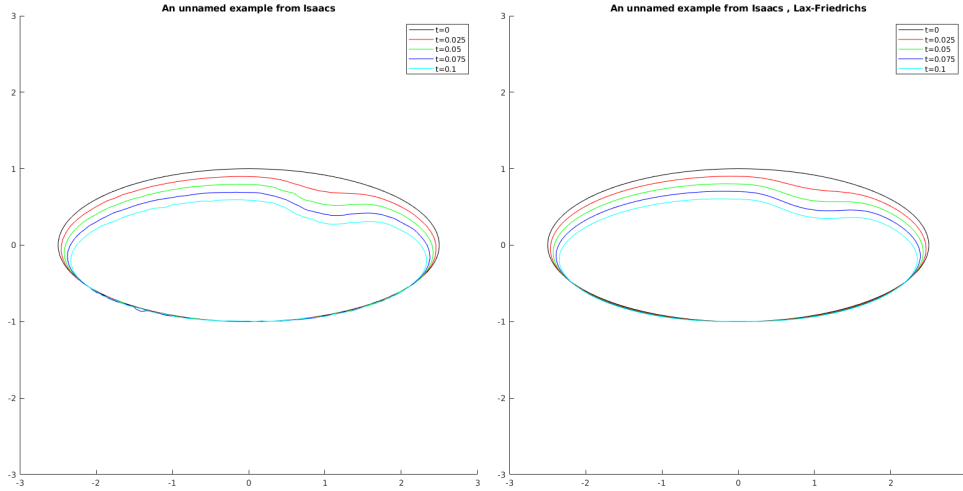 An unnamed example from Isaacs
t=0
t=0.025
t=0.05
t=0.075
t=0.1
3
2
1
0
-1
-2
-3
-3 -2 -1 0 1 2 3
An unnamed example from Isaacs , Lax-Friedrichs
t=0
t=0.025
t=0.05
t=0.075
t=0.1
3
2
1
0
-1
-2
-3
-3 -2 -1 0 1 2